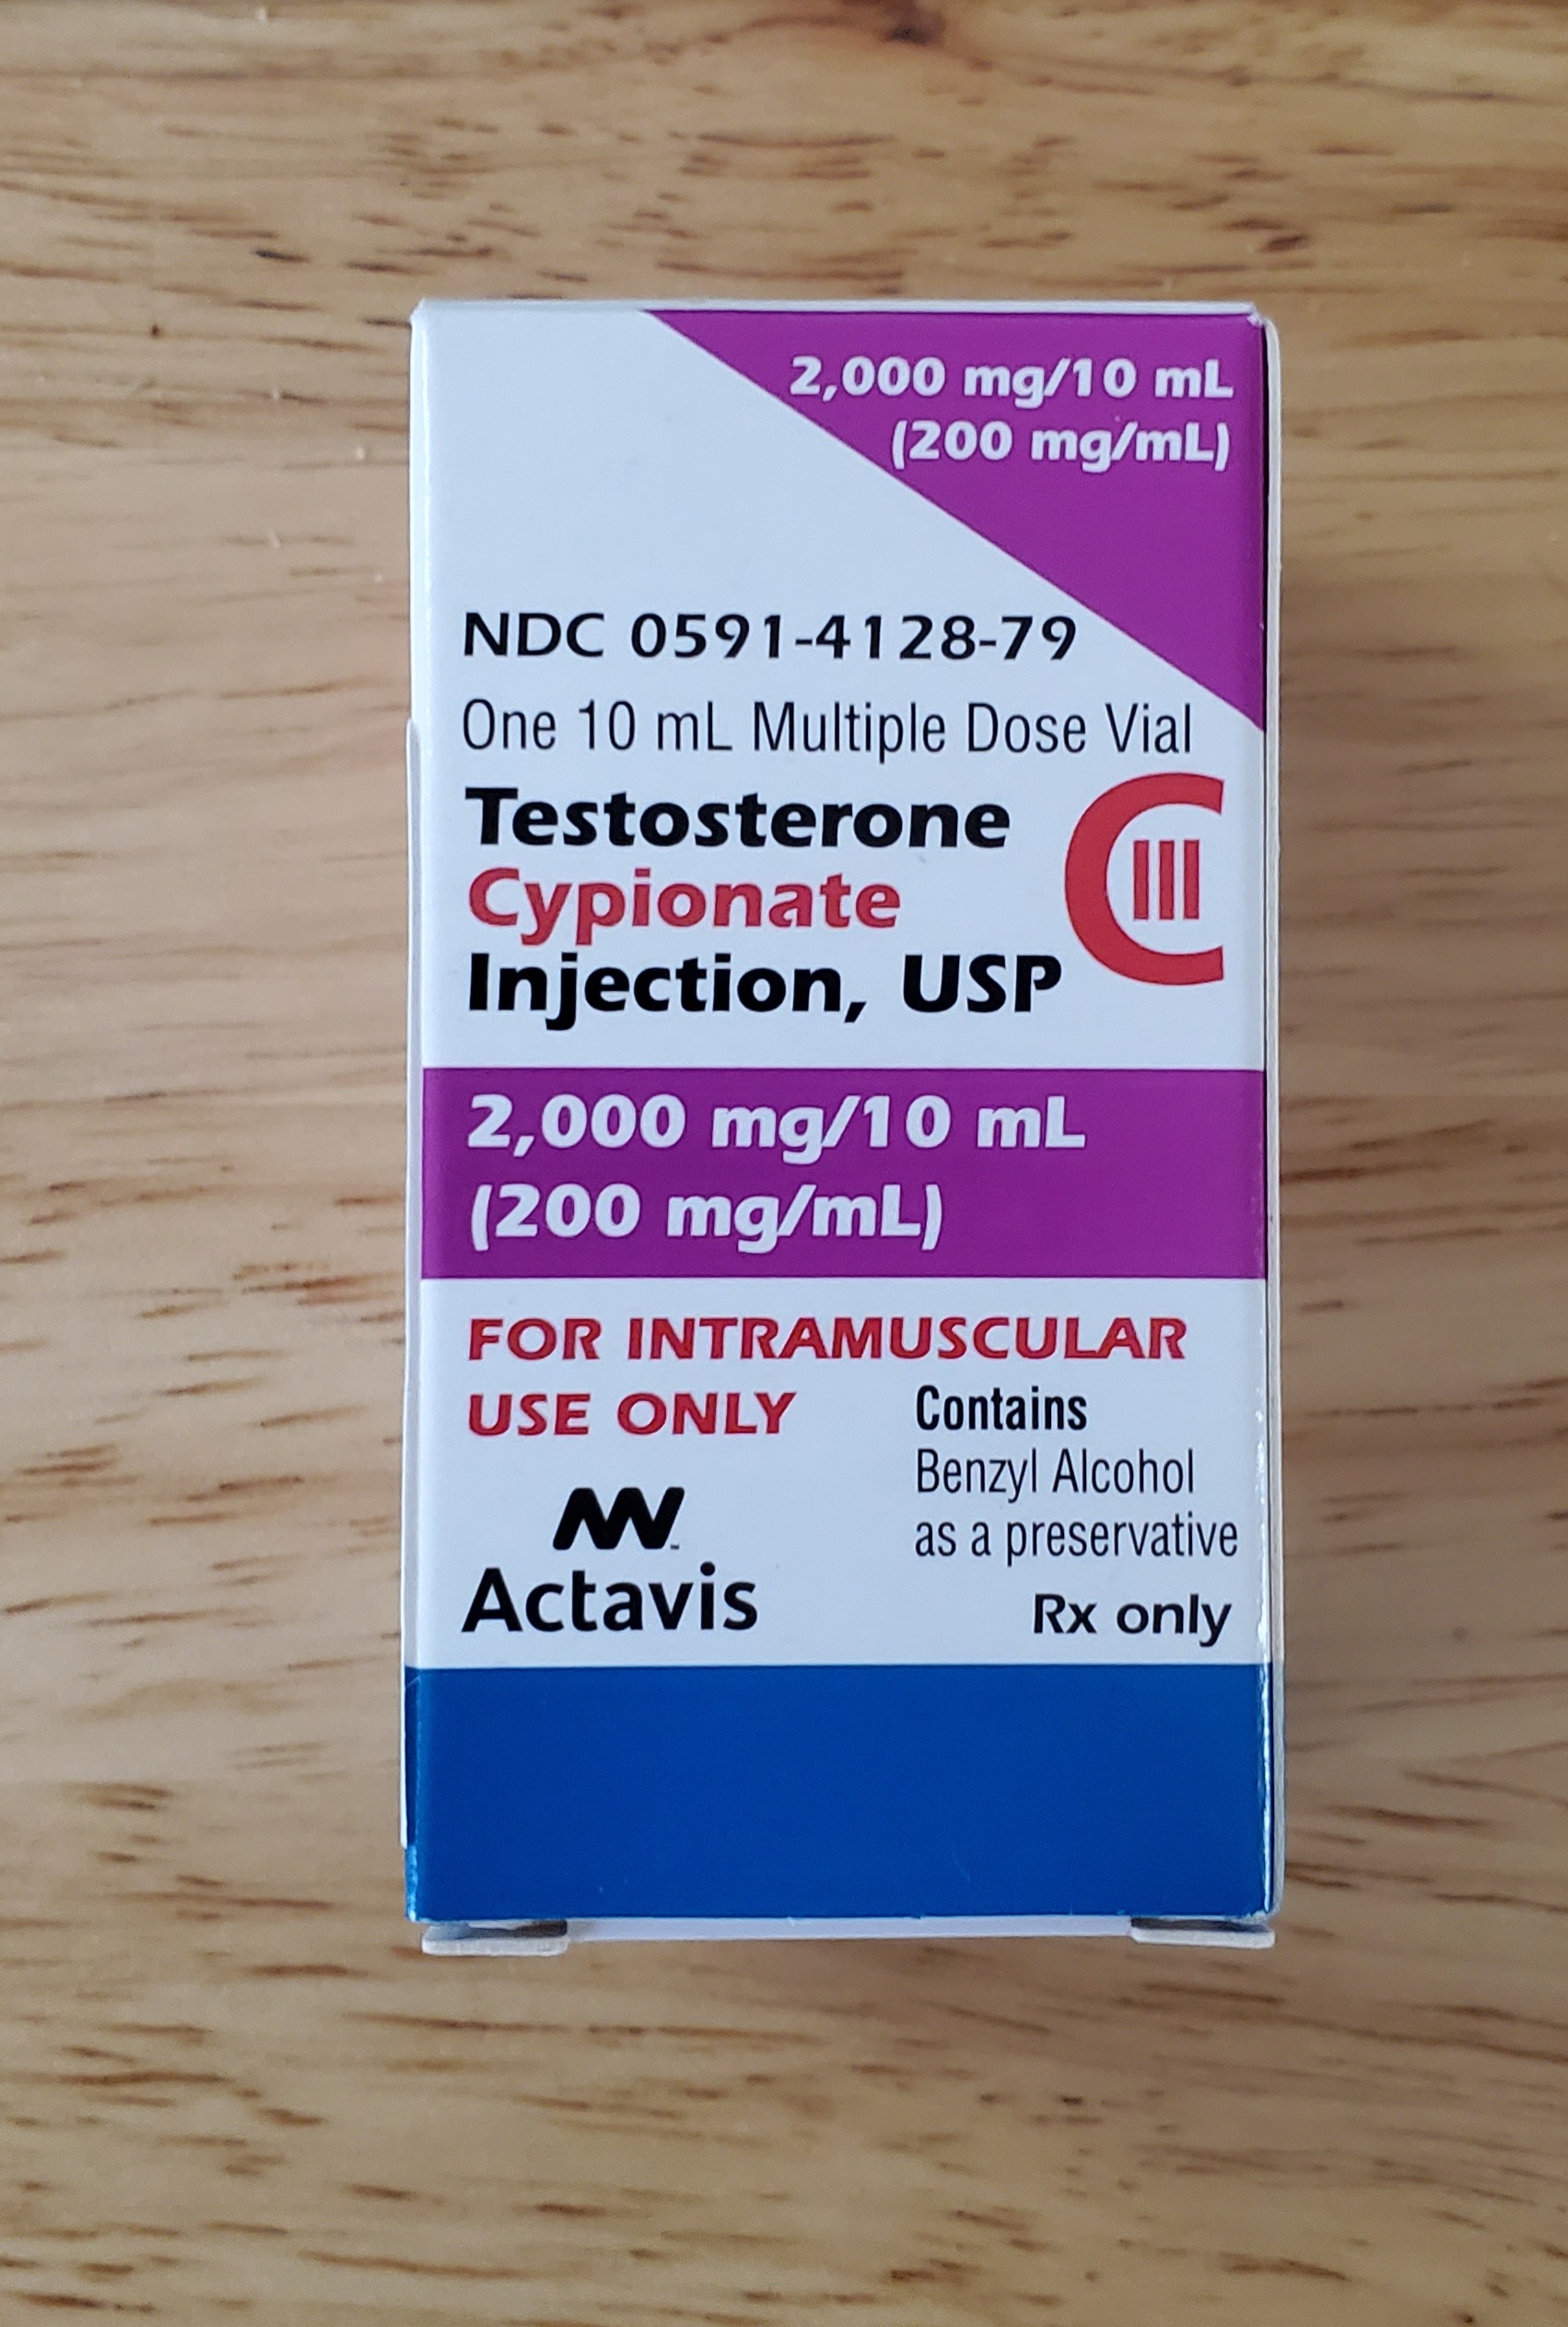 2,000 mg/10 mL
(200 mg/mL)
NDC 0591-4128-79
One 10 mL Multiple Dose Vial
Testosterone
Cypionate
Injection, USP
CIII
2,000 mg/10 mL
(200 mg/mL)
FOR INTRAMUSCULAR
USE ONLY
Contains
Benzyl Alcohol
as a preservative
Actavis
Rx only